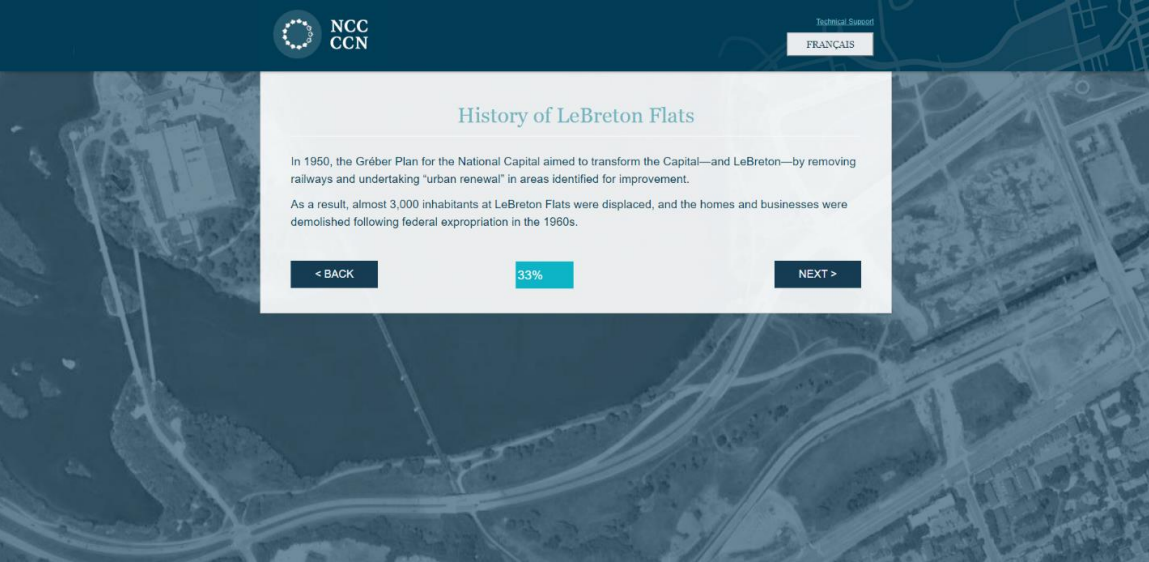 NCC
CCN
Technical Support
FRANÇAIS
History of LeBreton Flats
In 1950, the Gréber Plan for the National Capital aimed to transform the Capital—and LeBreton—by removing
railways and undertaking “urban renewal” in areas identified for improvement.
As a result, almost 3,000 inhabitants at LeBreton Flats were displaced, and the homes and businesses were
demolished following federal expropriation in the 1960s.
< BACK
33%
NEXT >